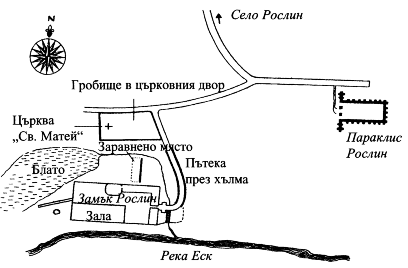 N
Село Рослин
Гробище в църковния двор
Църква
„Св. Матей“
Заравнено място
Параклис
Рослин
Пътека
през хълма
Блато
Замък Рослин
Зала
Река Еск